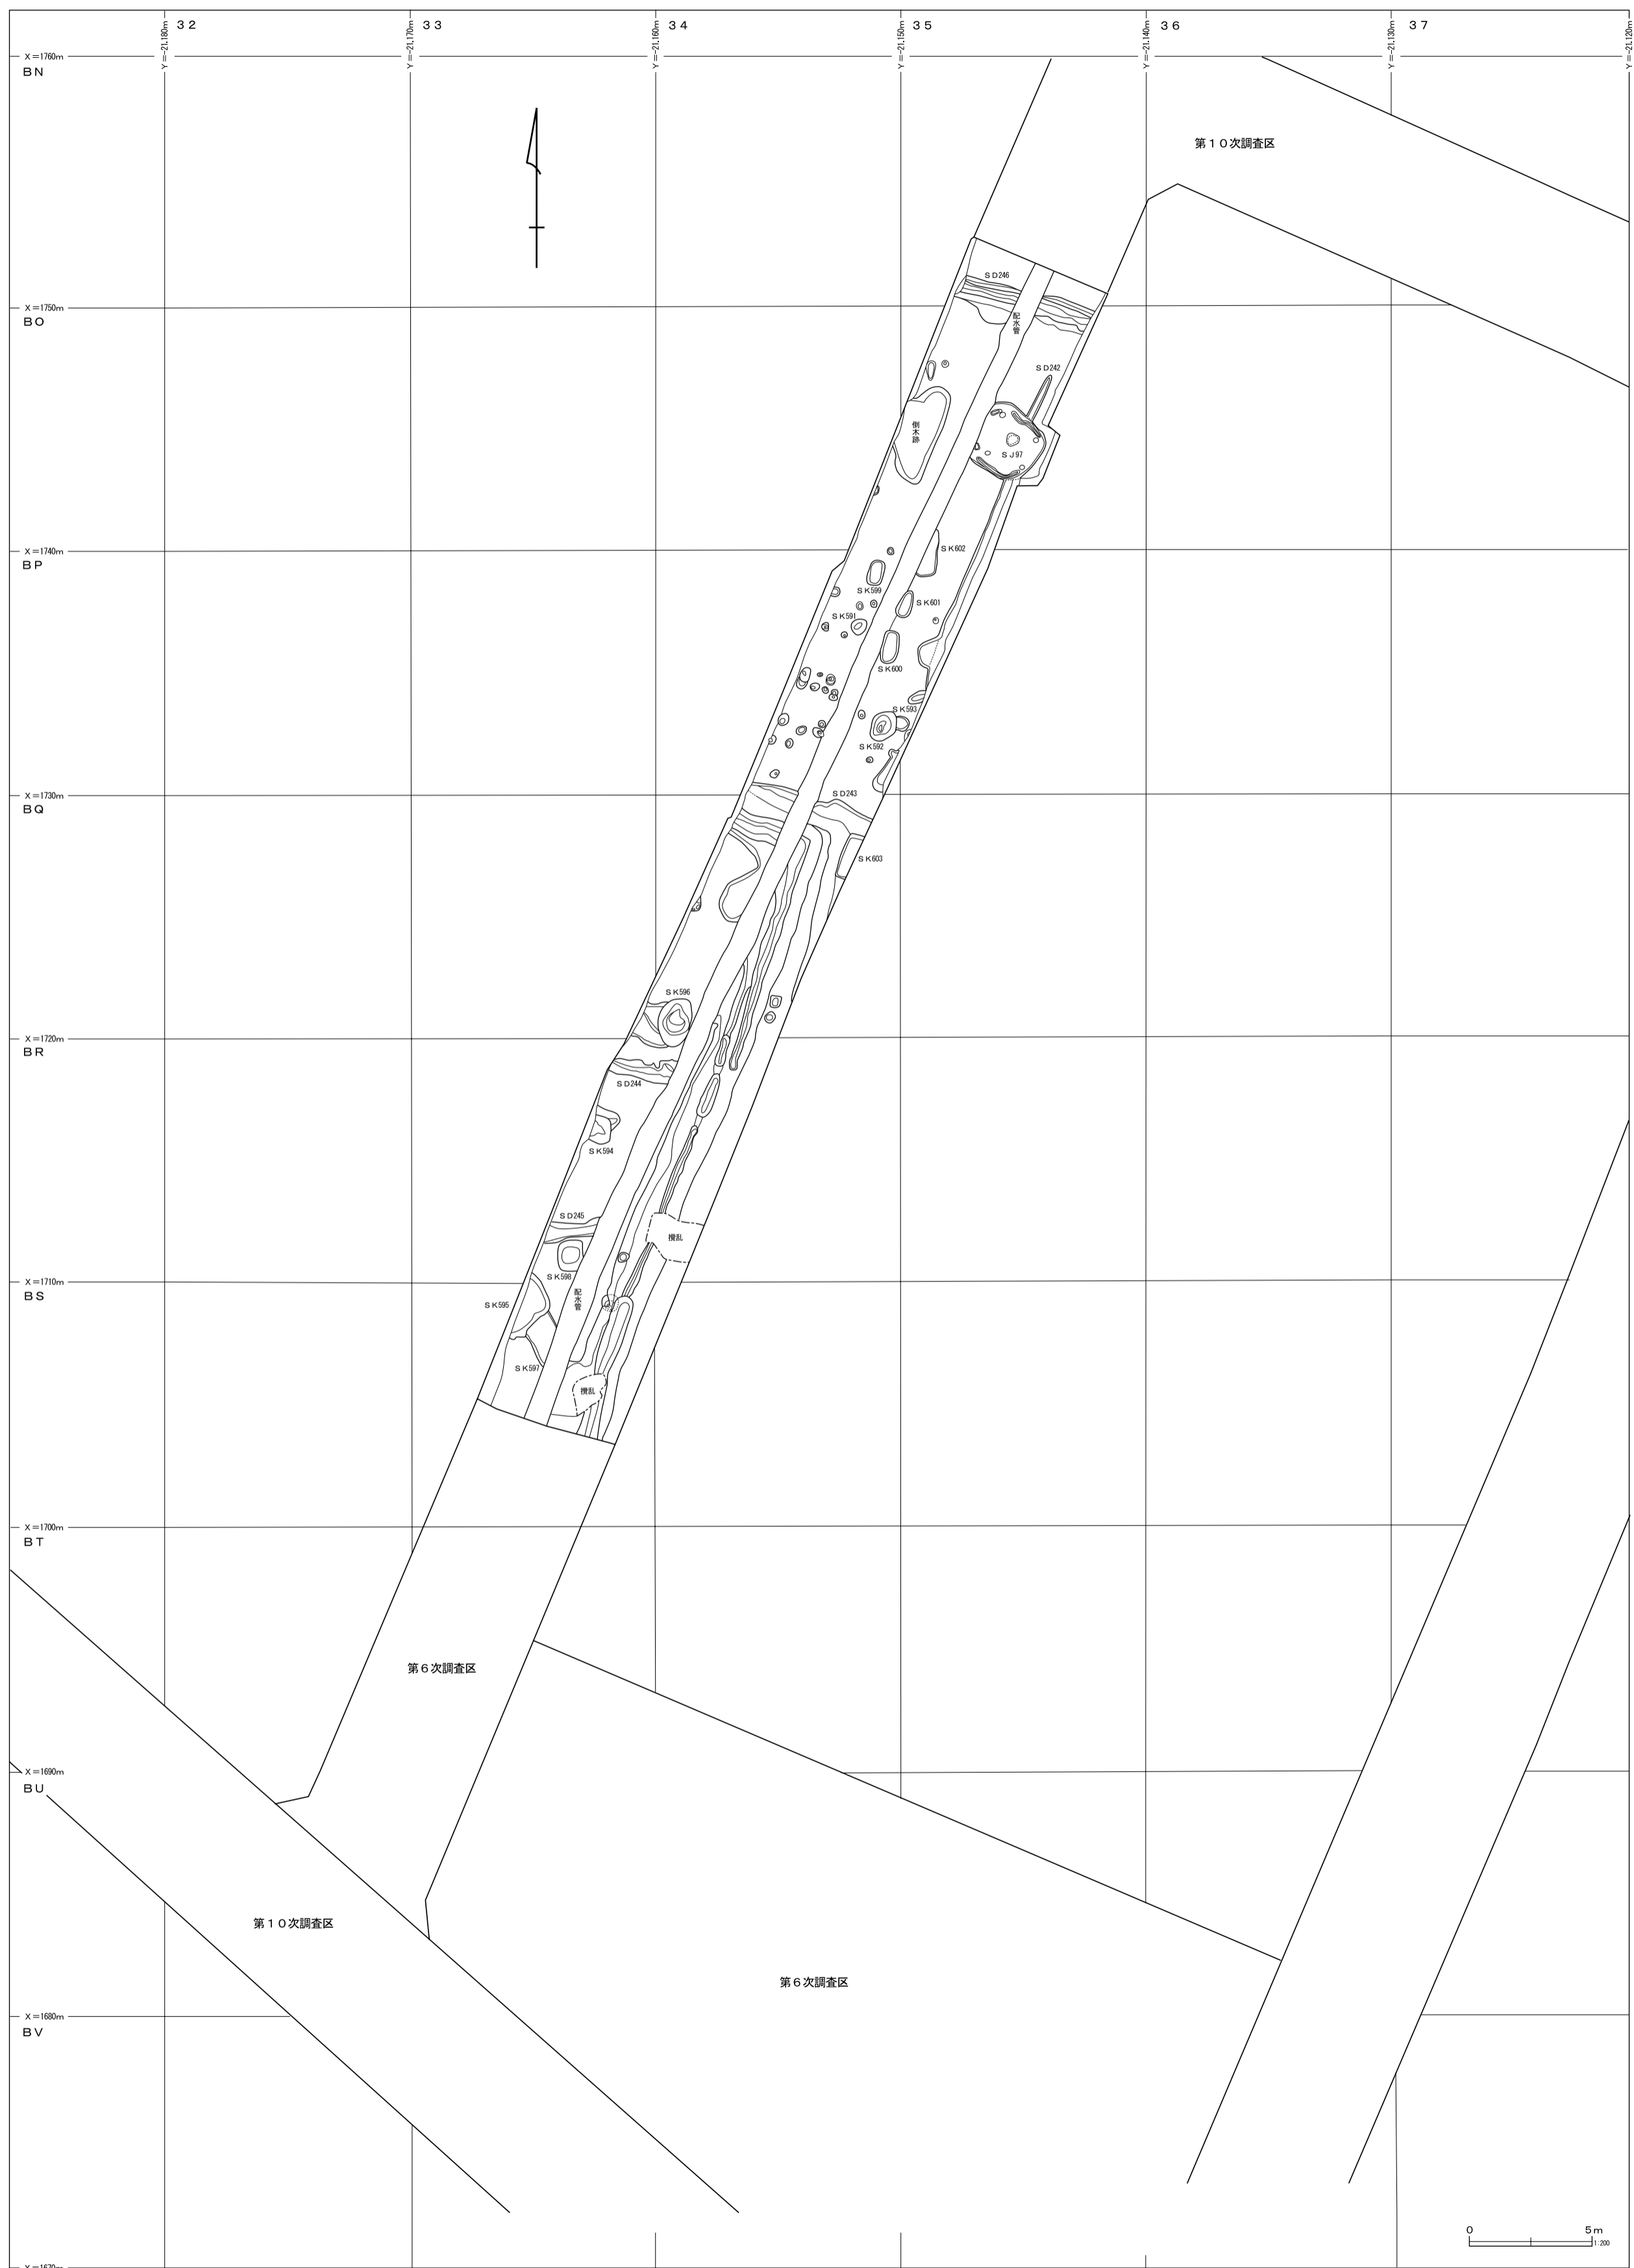 Y=-21,180m
32
Y=-21,170m
33
Y=-21,160m
34
Y=-21,150m
35
Y=-21,140m
36
Y=-21,130m
37
Y=-21,120m
X=1760m
BN
第10次調査区
SD246
X=1750m
BO
配水管
SD242
倒木跡
SJ97
X=1740m
BP
SK602
SK599
SK601
SK591
SK600
SK593
SK592
X=1730m
BQ
SD243
SK603
SK596
X=1720m
BR
SD244
SK594
SD245
撹乱
SK598
X=1710m
BS
配水管
SK595
SK597
撹乱
X=1700m
BT
第6次調査区
X=1690m
BU
第10次調査区
第6次調査区
X=1680m
BV
0 5m
1:200
X=1670m